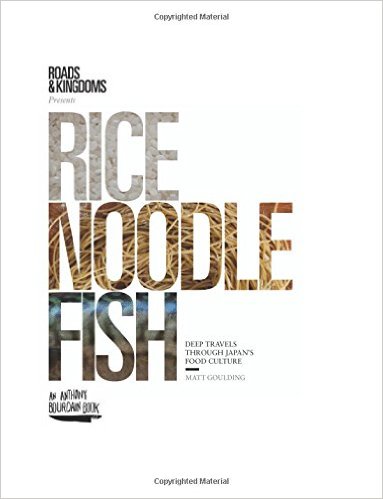 Copyrighted Material
ROADS
& KINGDOMS
Presents
RICE
NOODLE
FISH
DEEP TRAVELS
THROUGH JAPAN'S
FOOD CULTURE
MATT GOULDING
AN ANTHONY
BOURDAIN BOOK
Copyrighted Material